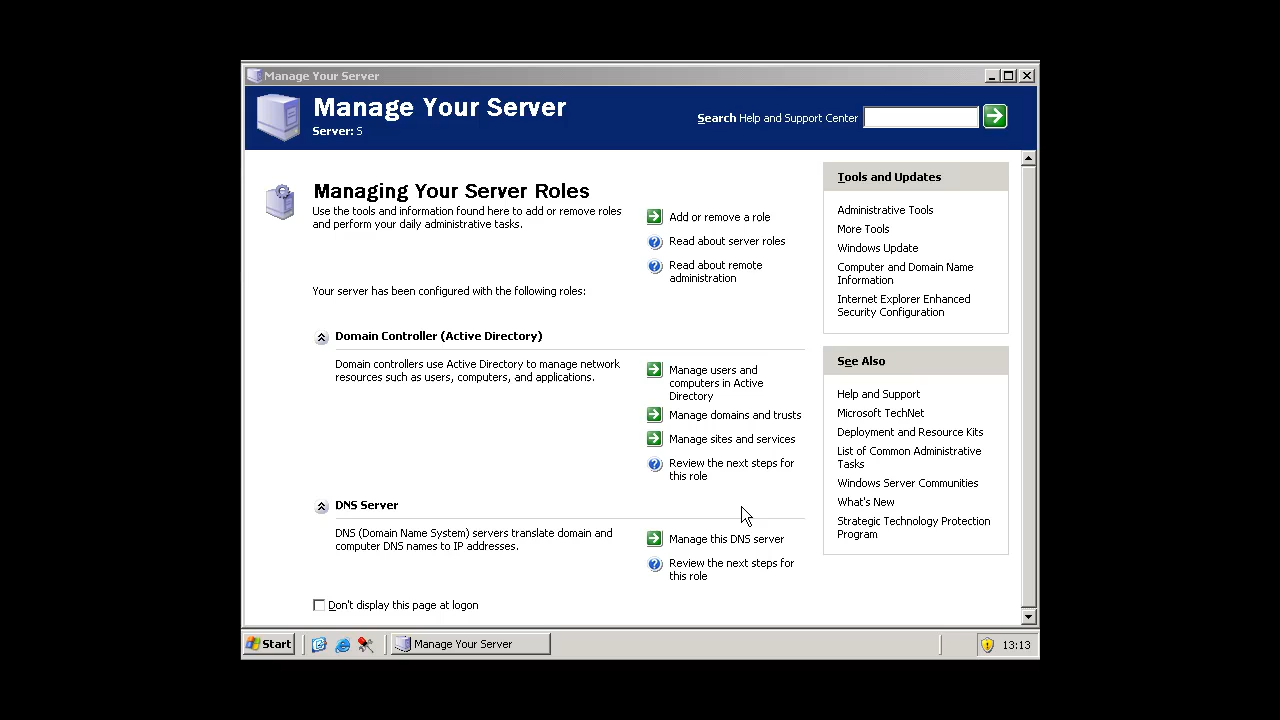 Manage Your Server
Manage Your Server
Server: S
Search Help and Support Center
Managing Your Server Roles
Use the tools and information found here to add or remove roles
and perform your daily administrative tasks.
Add or remove a role
Read about server roles
Read about remote
administration
Your server has been configured with the following roles:
Domain Controller (Active Directory)
Domain controllers use Active Directory to manage network
resources such as users, computers, and applications.
Manage users and
computers in Active
Directory
Manage domains and trusts
Manage sites and services
Review the next steps for
this role
DNS Server
DNS (Domain Name System) servers translate domain and
computer DNS names to IP addresses.
Manage this DNS server
Review the next steps for
this role
Don't display this page at logon
Tools and Updates
Administrative Tools
More Tools
Windows Update
Computer and Domain Name
Information
Internet Explorer Enhanced
Security Configuration
See Also
Help and Support
Microsoft TechNet
Deployment and Resource Kits
List of Common Administrative
Tasks
Windows Server Communities
What's New
Strategic Technology Protection
Program
Start
Manage Your Server
13:13